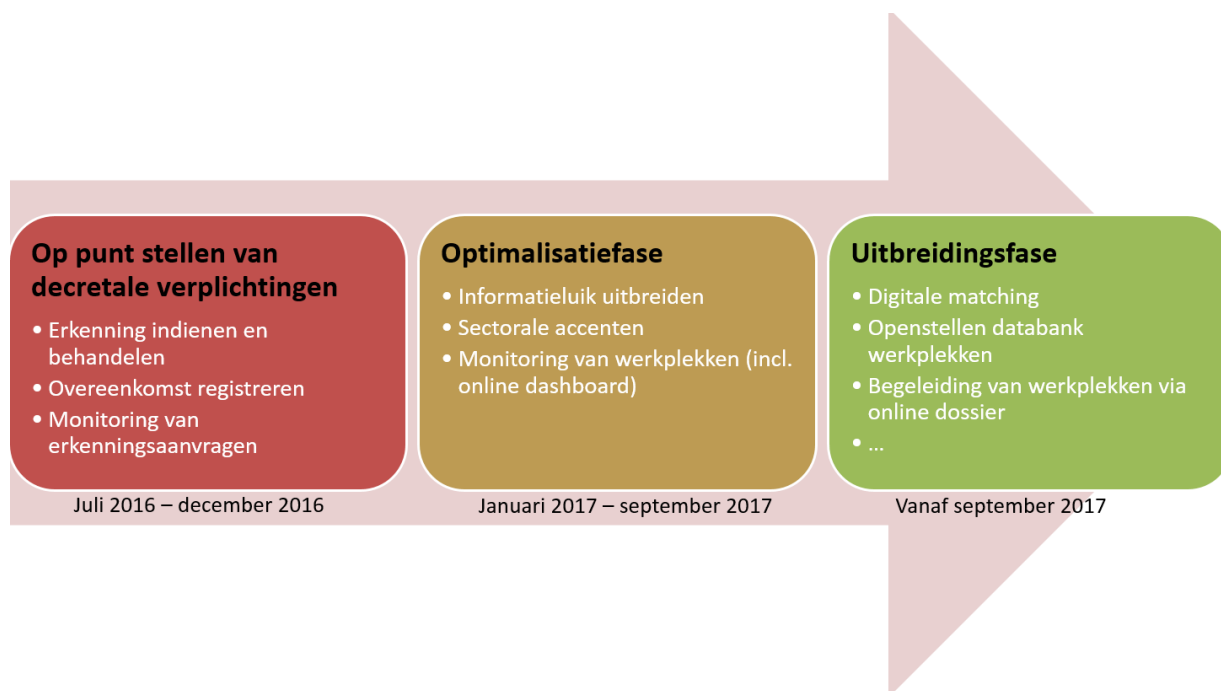 Op punt stellen van
decretale verplichtingen
• Erkenning indienen en
behandelen
• Overeenkomst registreren
• Monitoring van
erkenningsaanvragen
Juli 2016 – december 2016
Optimalisatiefase
• Informatieluik uitbreiden
• Sectorale accenten
• Monitoring van werkplekken (incl.
online dashboard)
Januari 2017 – september 2017
Uitbreidingsfase
• Digitale matching
• Openstellen databank
werkplekken
• Begeleiding van werkplekken via
online dossier
• ...
Vanaf september 2017